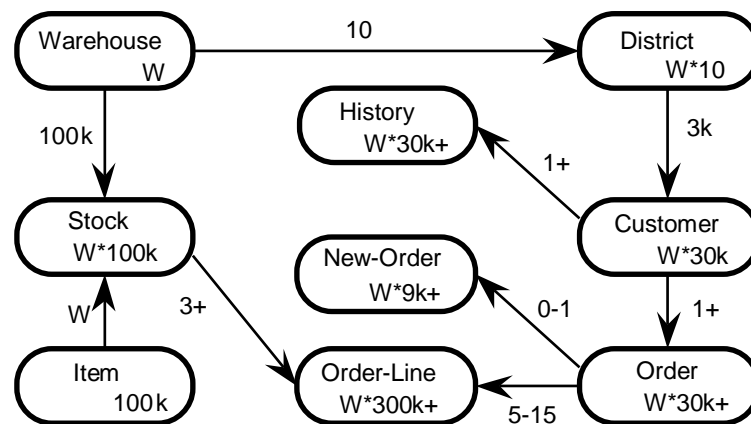 Warehouse
W
10
District
W*10
100k
History
W*30k+
3k
1+
Stock
W*100k
Customer
W*30k
New-Order
W*9k+
W
3+
0-1
1+
Item
100k
Order-Line
W*300k+
5-15
Order
W*30k+